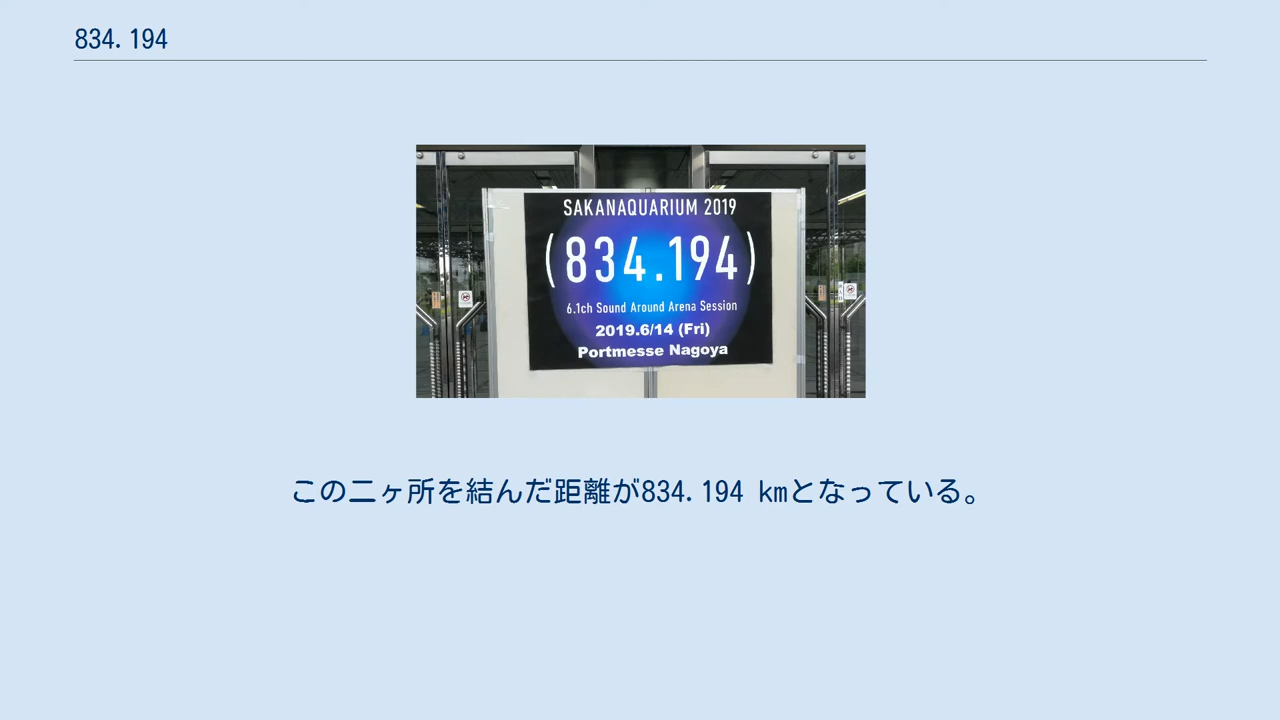 834.194
SAKANAQUARIUM 2019
(834.194)
6.1ch Sound Around Arena Session
2019.6/14 (Fri)
Portmesse Nagoya
この二ヶ所を結んだ距離が834.194 kmとなっている。